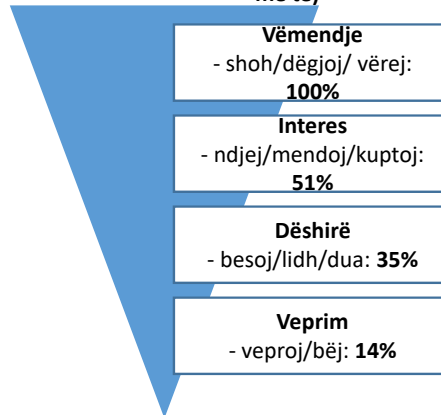 Vëmendje
- shoh/dëgjoj/ vërej:
100%
Interes
- ndjej/mendoj/kuptoj:
51%
Dëshirë
- besoj/lidh/dua: 35%
Veprim
- veproj/bëj: 14%